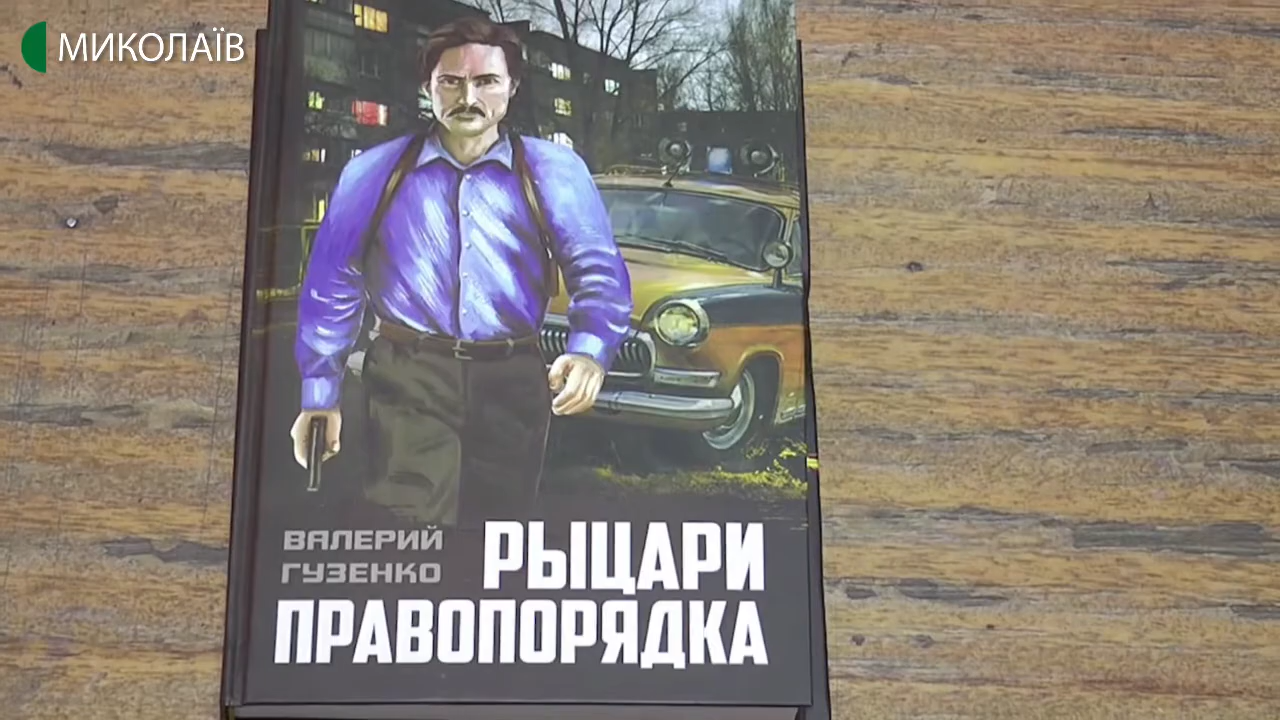 МИКОЛАЇВ
ВАЛЕРИЙ
ГУЗЕНКО
РЫЦАРИ
ПРАВОПОРЯДКА